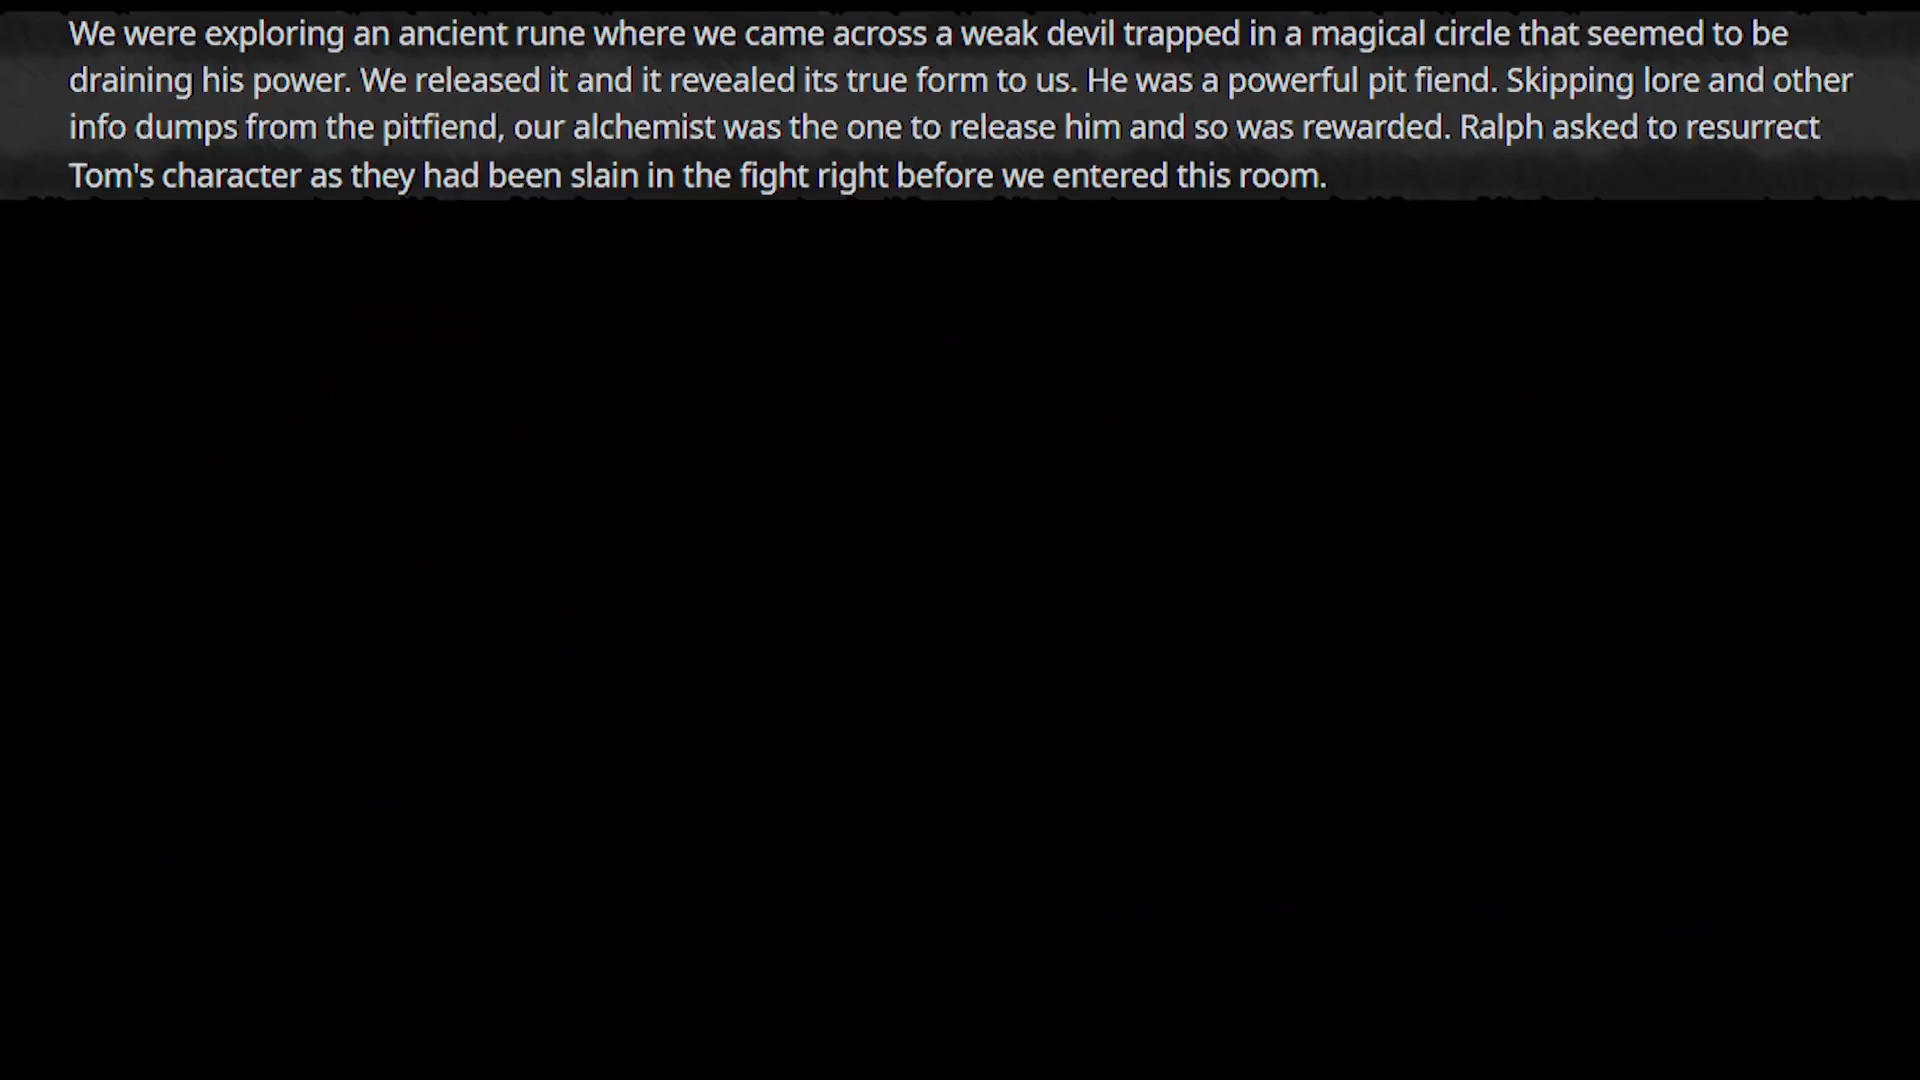 We were exploring an ancient rune where we came across a weak devil trapped in a magical circle that seemed to be
draining his power. We released it and it revealed its true form to us. He was a powerful pit fiend. Skipping lore and other
info dumps from the pitfiend, our alchemist was the one to release him and so was rewarded. Ralph asked to resurrect
Tom's character as they had been slain in the fight right before we entered this room.